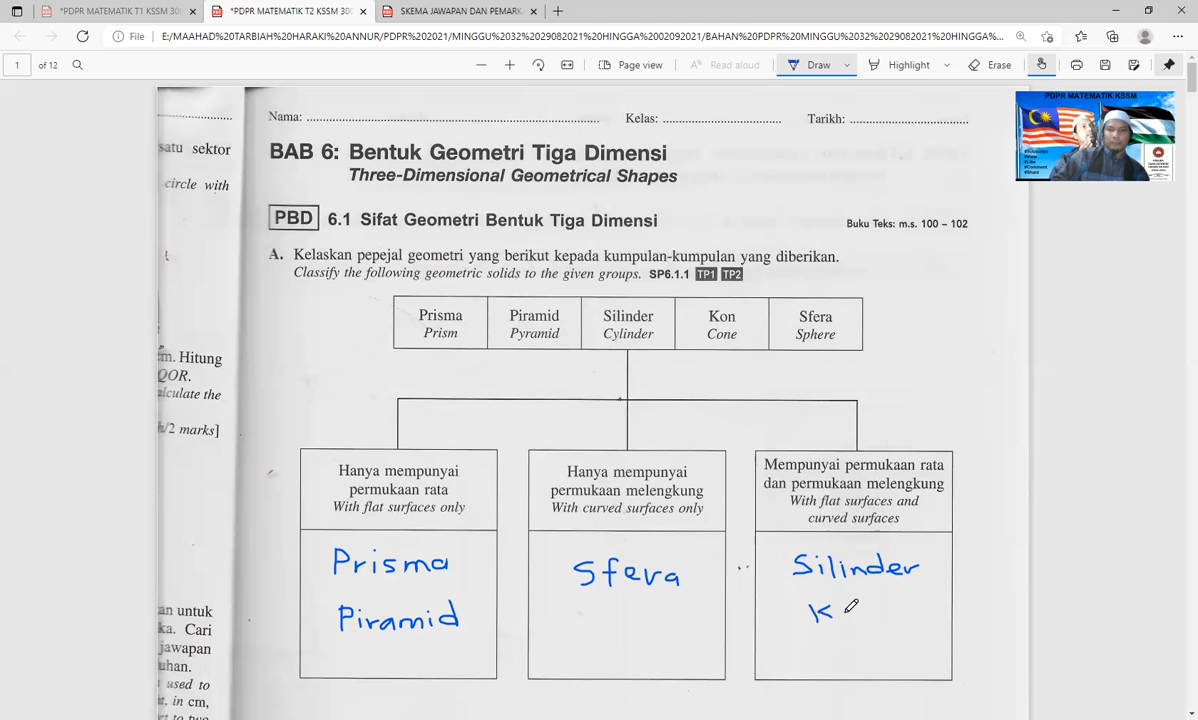 *PDPR MATEMATIK T1 KSSM 30
*PDPR MATEMATIK T2 KSSM 300
SKEMA JAWAPAN DAN PEMARK
File
E:/MAAHAD%20TARBIAH%20HARAKI%20ANNUR/PDPR%202021/MINGGU%2032%2029082021%20HINGGA%2002092021/BAHAN%20PDPR%20MINGGU%2032%2029082021%20HINGGA%...
1 of 12
Page view
Read aloud
Draw
Highlight
Erase
PDPR MATEMATIK KSSM
satu sektor
circle with
m. Hitung
QOR.
alculate the
h/2 marks]
an untuk
ka. Cari
jawapan
uhan.
used to
t, in cm,
Nama: Kelas: Tarikh:
BAB 6: Bentuk Geometri Tiga Dimensi
Three-Dimensional Geometrical Shapes
PBD 6.1 Sifat Geometri Bentuk Tiga Dimensi
Buku Teks: m.s. 100 – 102
A. Kelaskan pepejal geometri yang berikut kepada kumpulan-kumpulan yang diberikan.
Classify the following geometric solids to the given groups. SP6.1.1 TP1 TP2
Prisma Piramid Silinder Kon Sfera
Prism Pyramid Cylinder Cone Sphere
Hanya mempunyai
permukaan rata
With flat surfaces only
Prisma
Piramid
Hanya mempunyai
permukaan melengkung
With curved surfaces only
Sfera
Mempunyai permukaan rata
dan permukaan melengkung
With flat surfaces and
curved surfaces
Silinder
K